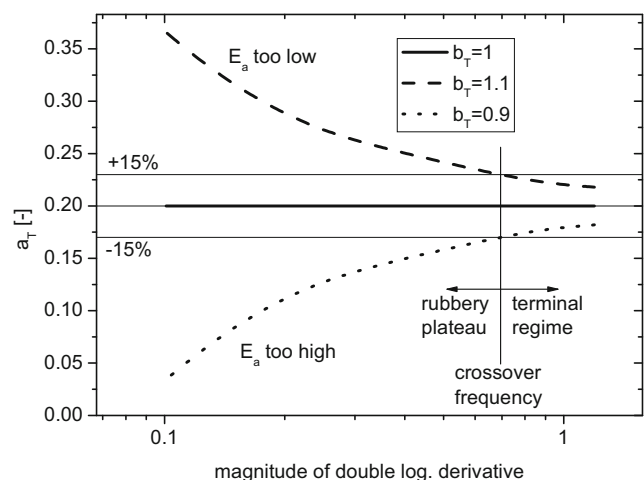 0.35
0.30
0.25
0.20
0.15
0.10
0.05
0.00
a_T [-]
E_a too low
b_T=1
b_T=1.1
b_T=0.9
+15%
-15%
rubbery plateau
terminal regime
E_a too high
crossover
frequency
0.1
1
magnitude of double log. derivative